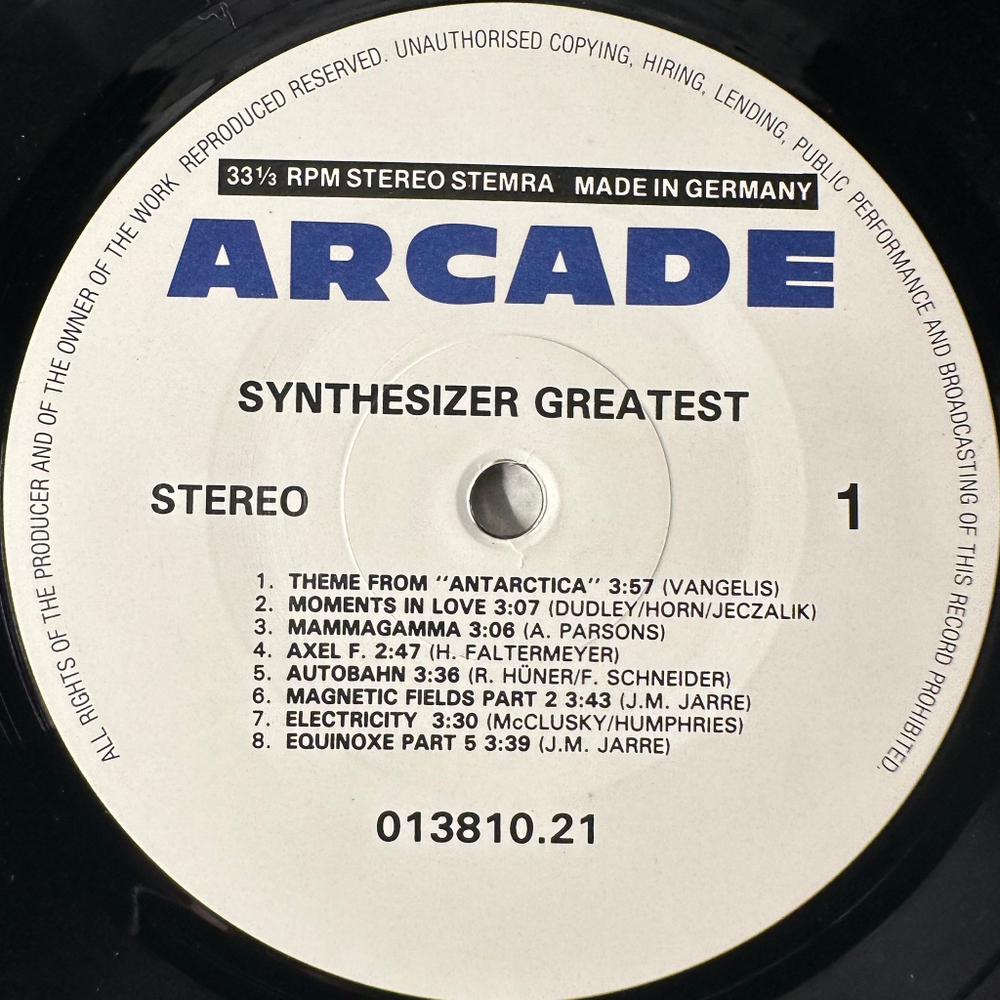 ALL RIGHTS OF THE PRODUCER AND OF THE OWNER OF THE WORK REPRODUCED RESERVED. UNAUTHORISED COPYING, HIRING, LENDING, PUBLIC PERFORMANCE AND BROADCASTING OF THIS RECORD PROHIBITED.
33⅓ RPM STEREO STEMRA MADE IN GERMANY
ARCADE
SYNTHESIZER GREATEST
STEREO 1
1. THEME FROM "ANTARCTICA" 3:57 (VANGELIS)
2. MOMENTS IN LOVE 3:07 (DUDLEY/HORN/JECZALIK)
3. MAMMAGAMMA 3:06 (A. PARSONS)
4. AXEL F. 2:47 (H. FALTERMEYER)
5. AUTOBAHN 3:36 (R. HÜNER/F. SCHNEIDER)
6. MAGNETIC FIELDS PART 2 3:43 (J.M. JARRE)
7. ELECTRICITY 3:30 (McCLUSKY/HUMPHRIES)
8. EQUINOXE PART 5 3:39 (J.M. JARRE)
013810.21